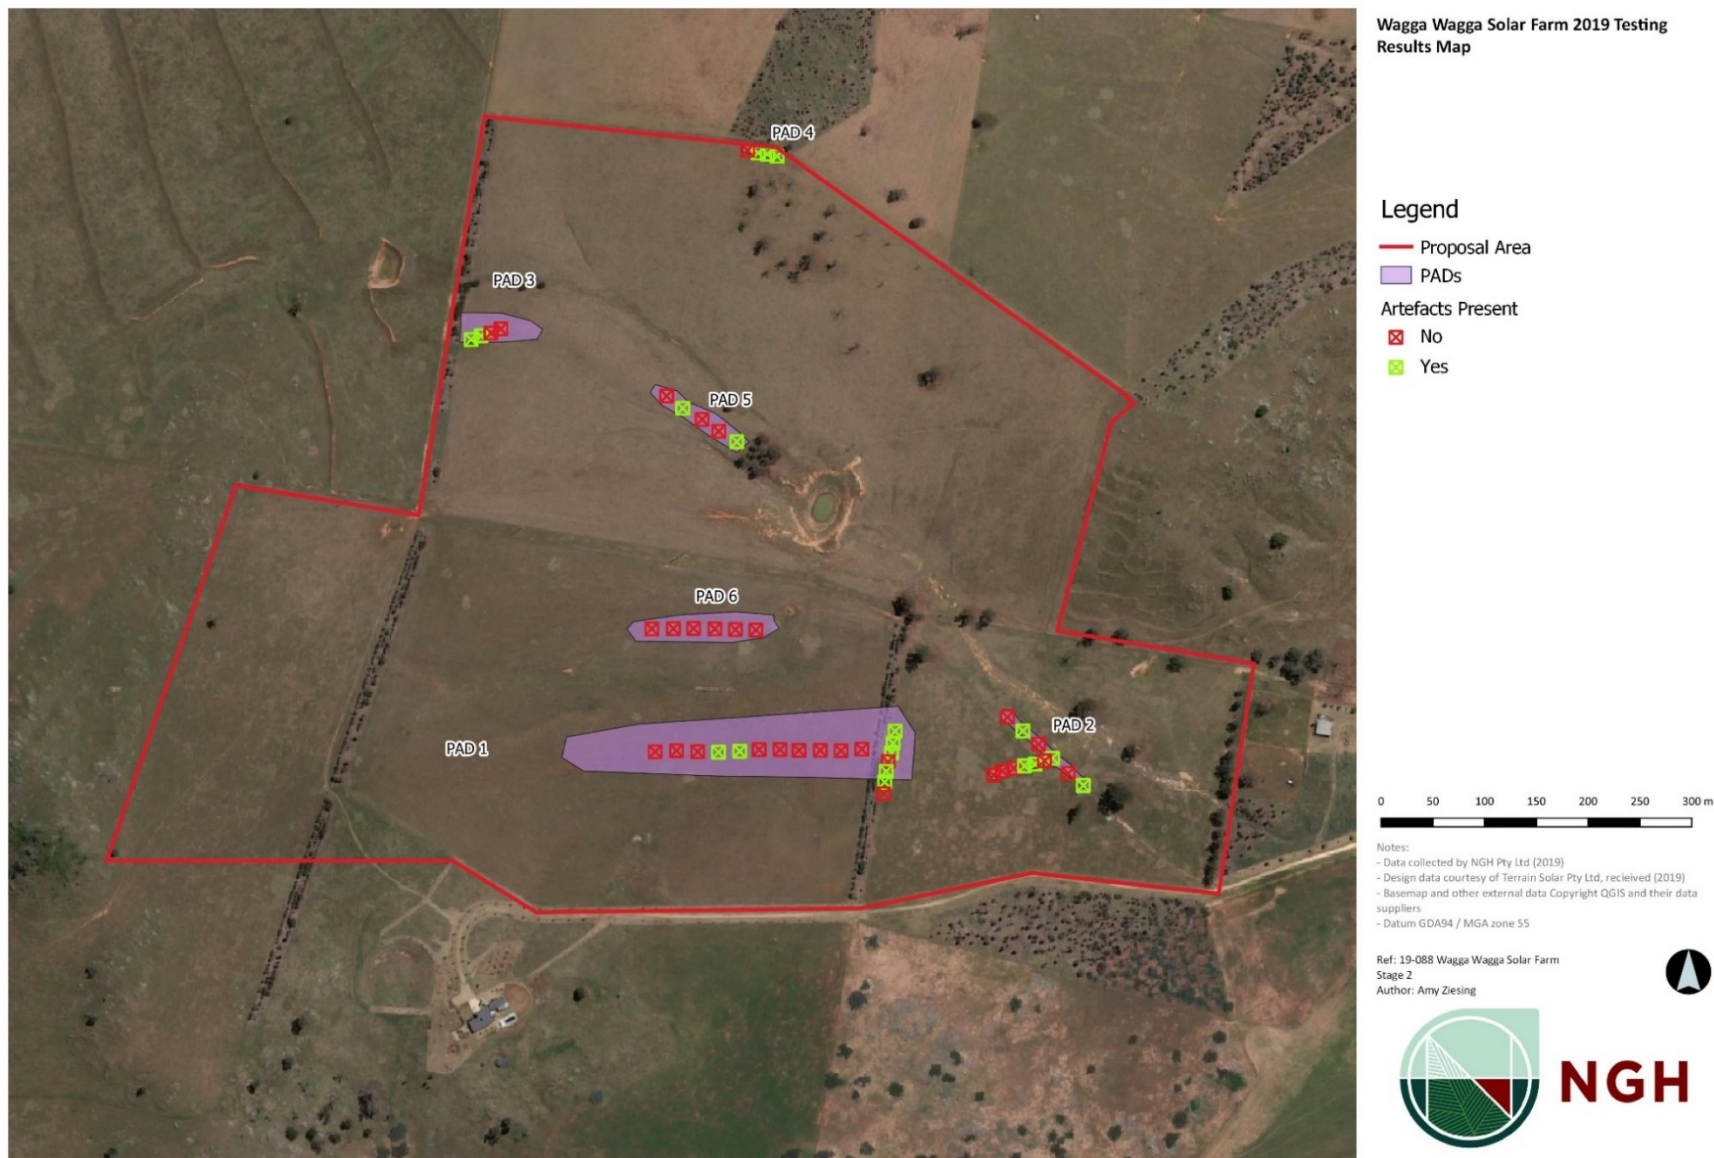 Wagga Wagga Solar Farm 2019 Testing
Results Map
PAD 4
PAD 3
PAD 5
PAD 6
PAD 1
PAD 2
Legend
Proposal Area
PADs
Artefacts Present
No
Yes
0 50 100 150 200 250 300 m
Notes:
- Data collected by NGH Pty Ltd (2019)
- Design data courtesy of Terrain Solar Pty Ltd, recieived (2019)
- Basemap and other external data Copyright QGIS and their data
suppliers
- Datum GDA94 / MGA zone 55
Ref: 19-088 Wagga Wagga Solar Farm
Stage 2
Author: Amy Ziesing
NGH